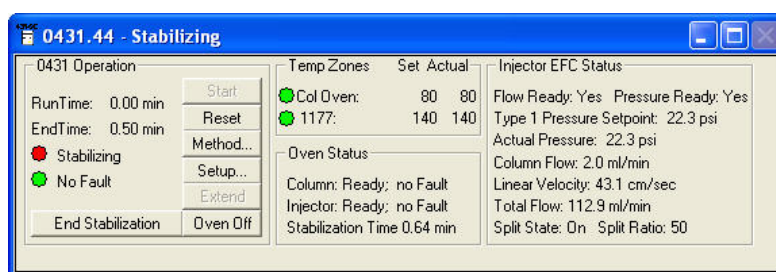 0431.44 - Stabilizing
0431 Operation
RunTime: 0.00 min
EndTime: 0.50 min
Stabilizing
No Fault
End Stabilization
Start
Reset
Method...
Setup...
Extend
Oven Off
Temp Zones Set Actual
Col Oven: 80 80
1177: 140 140
Oven Status
Column: Ready; no Fault
Injector: Ready; no Fault
Stabilization Time 0.64 min
Injector EFC Status
Flow Ready: Yes Pressure Ready: Yes
Type 1 Pressure Setpoint: 22.3 psi
Actual Pressure: 22.3 psi
Column Flow: 2.0 ml/min
Linear Velocity: 43.1 cm/sec
Total Flow: 112.9 ml/min
Split State: On Split Ratio: 50